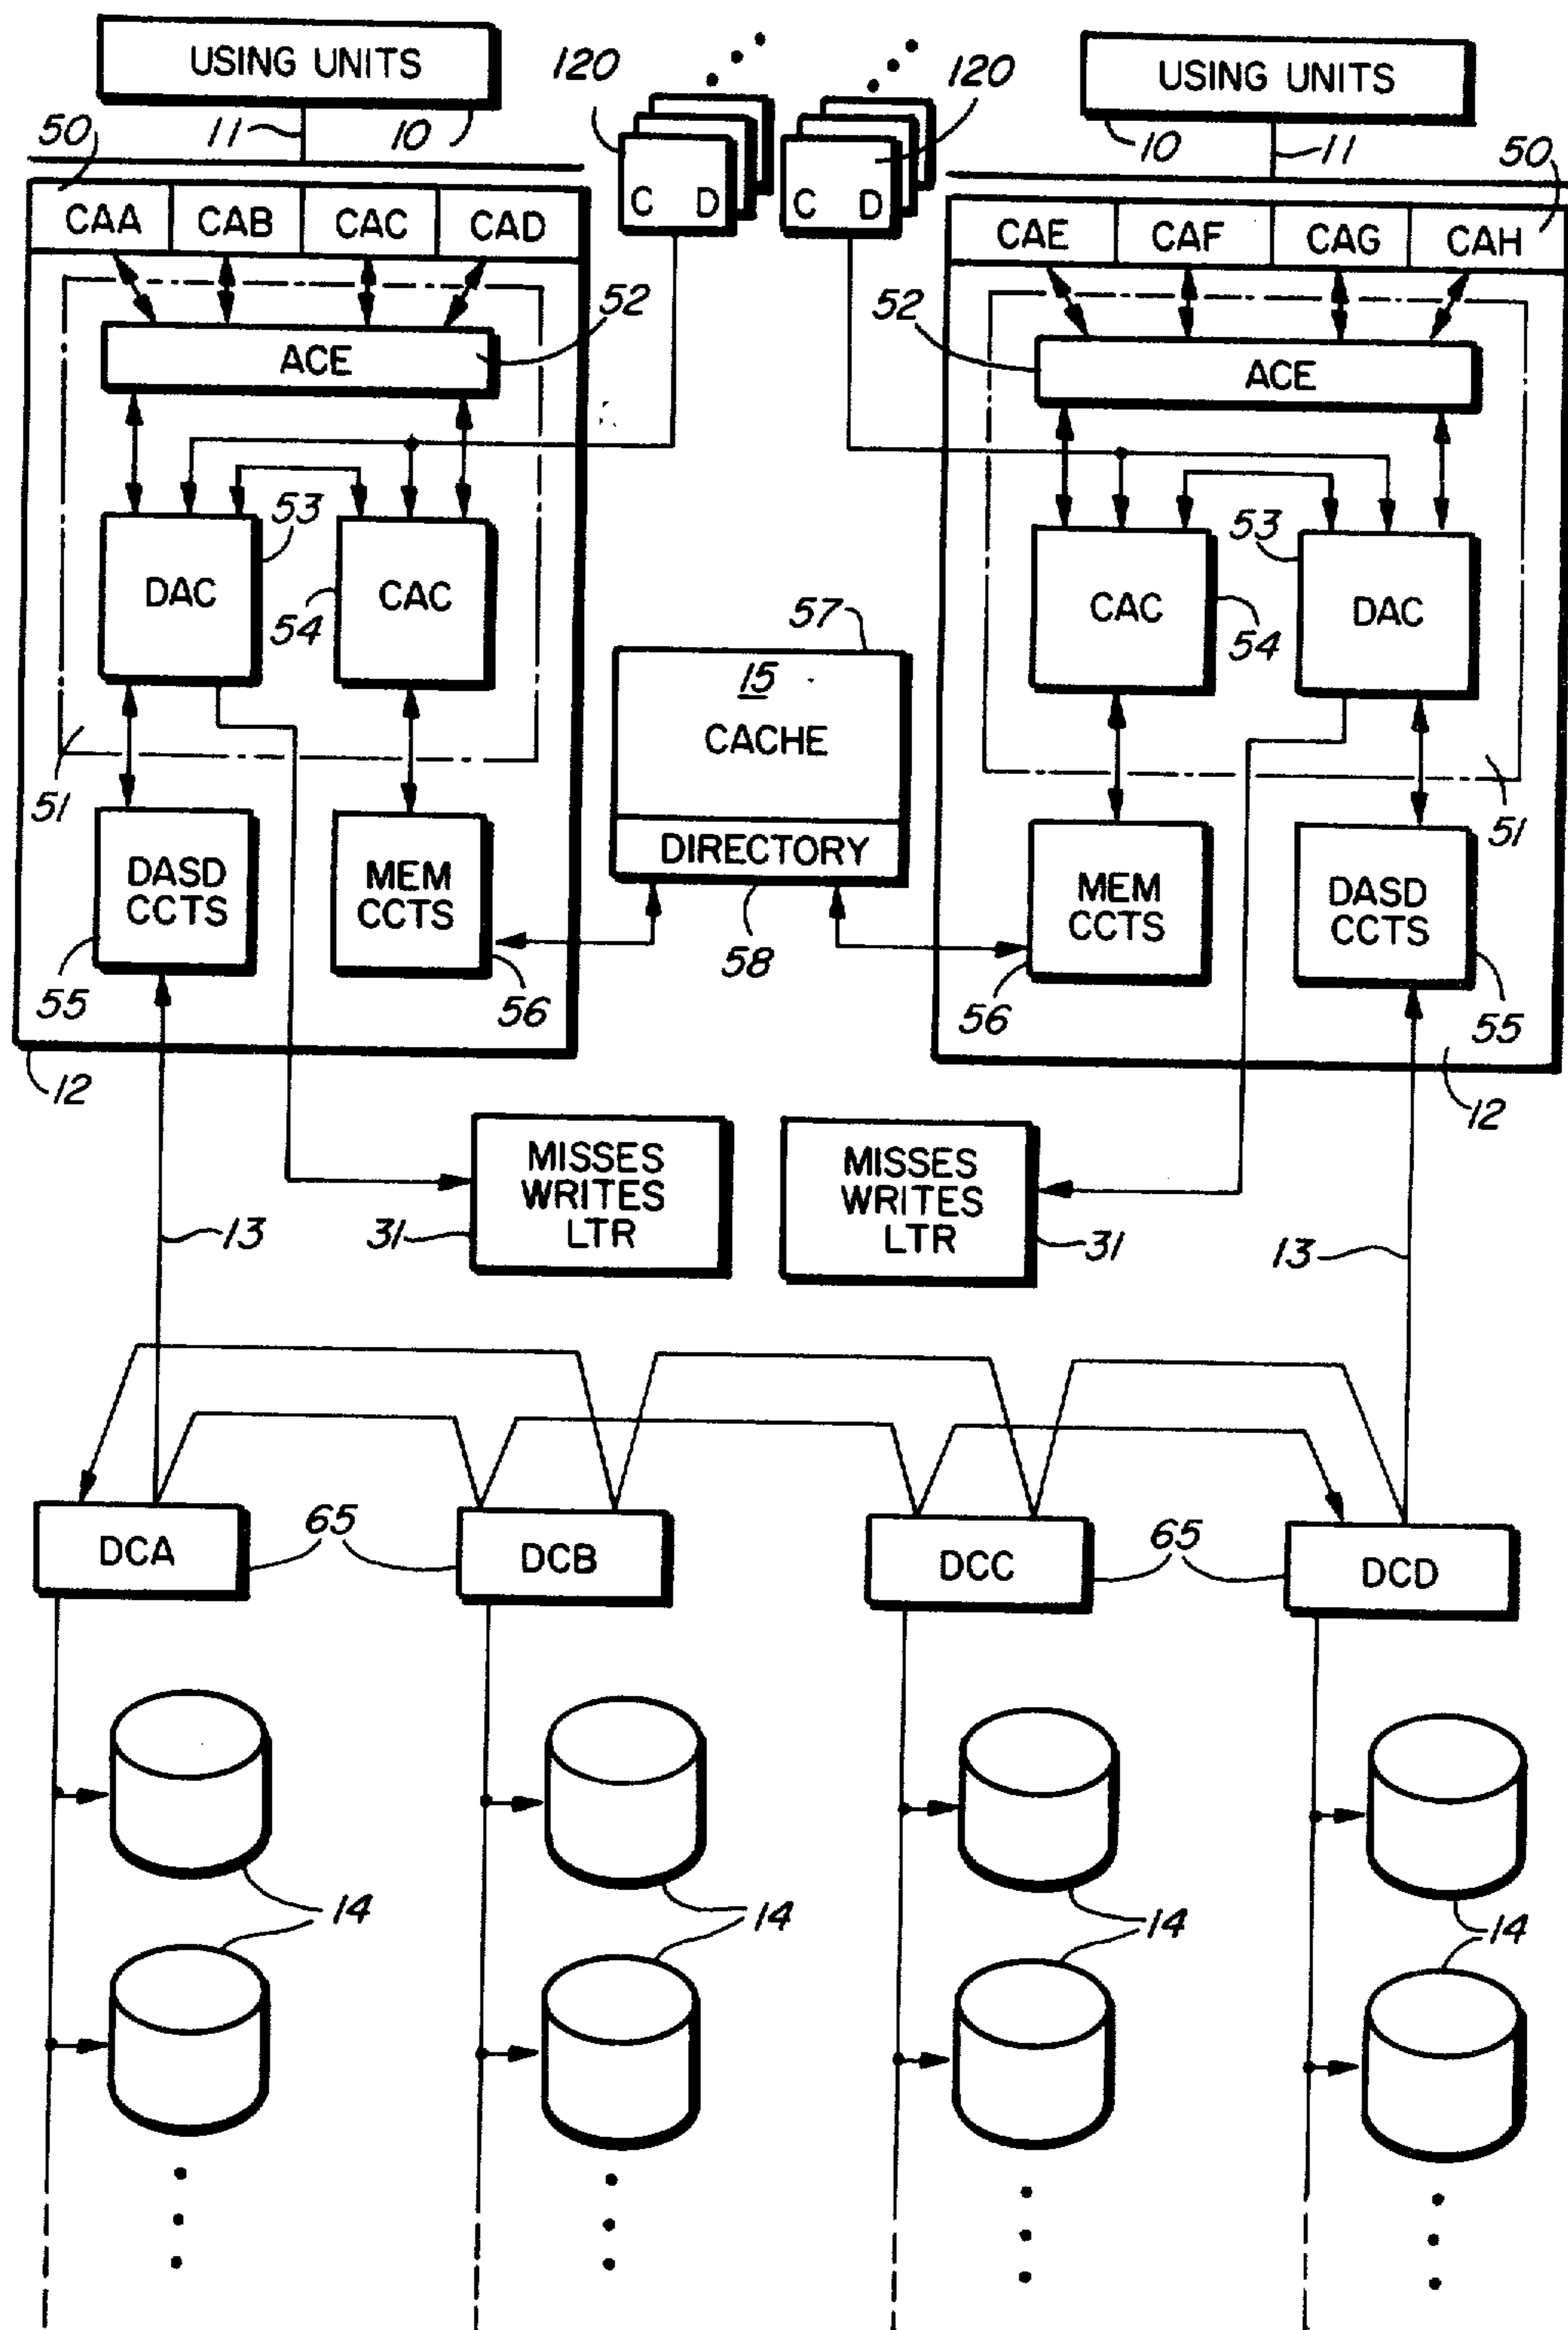 USING UNITS
120
120
USING UNITS
50
11
10
10
11
50
CAA CAB CAC CAD
C D
C D
CAE CAF CAG CAH
52
52
ACE
ACE
53
53
DAC
54
CAC
CAC
54
DAC
57
15
CACHE
DIRECTORY
58
51
51
DASD
CCTS
MEM
CCTS
MEM
CCTS
DASD
CCTS
55
56
56
55
12
12
MISSES
WRITES
LTR
MISSES
WRITES
LTR
13
31
31
13
65
65
DCA
DCB
DCC
DCD
14
14
14
14